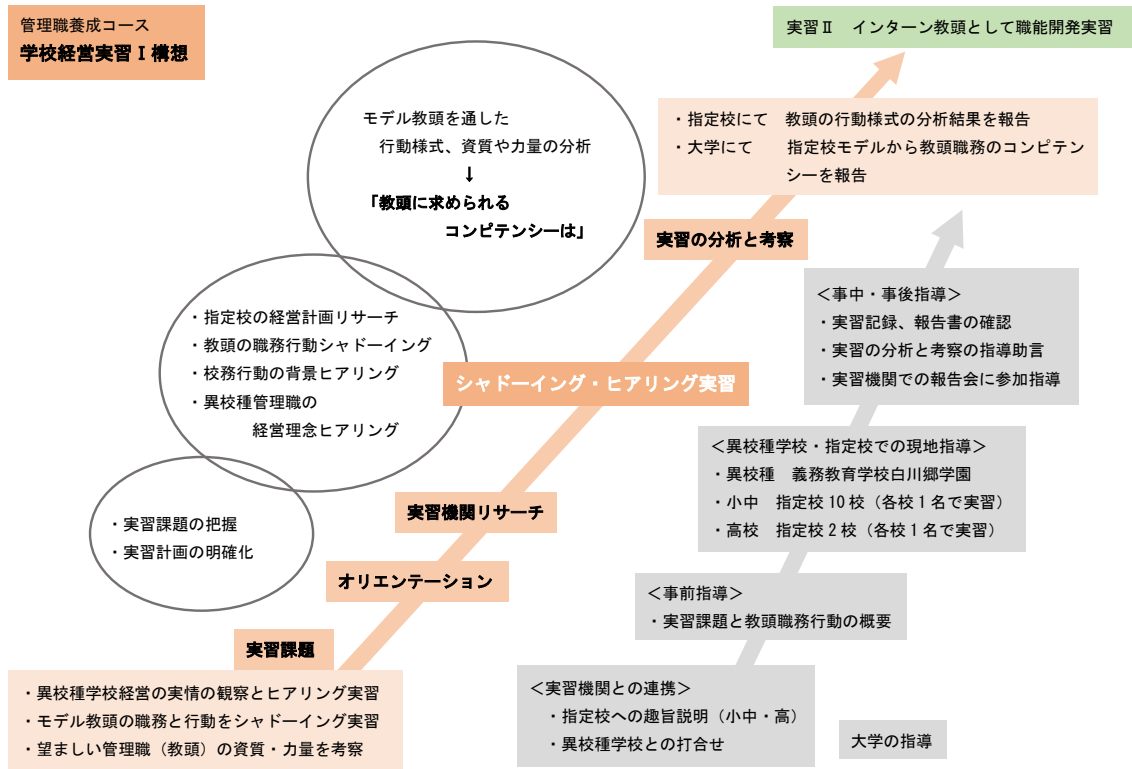 管理職養成コース
学校経営実習Ⅰ構想
実習Ⅱ　インターン教頭として職能開発実習
・指定校にて　教頭の行動様式の分析結果を報告
・大学にて　　指定校モデルから教頭職務のコンピテン
シーを報告
モデル教頭を通した
行動様式、資質や力量の分析
↓
「教頭に求められる
コンピテンシーは」
実習の分析と考察
・指定校の経営計画リサーチ
・教頭の職務行動シャドーイング
・校務行動の背景ヒアリング
・異校種管理職の
経営理念ヒアリング
シャドーイング・ヒアリング実習
・実習課題の把握
・実習計画の明確化
実習機関リサーチ
オリエンテーション
実習課題
・異校種学校経営の実情の観察とヒアリング実習
・モデル教頭の職務と行動をシャドーイング実習
・望ましい管理職（教頭）の資質・力量を考察
＜事中・事後指導＞
・実習記録、報告書の確認
・実習の分析と考察の指導助言
・実習機関での報告会に参加指導
＜異校種学校・指定校での現地指導＞
・異校種　義務教育学校白川郷学園
・小中　指定校10校（各校１名で実習）
・高校　指定校２校（各校１名で実習）
＜事前指導＞
・実習課題と教頭職務行動の概要
＜実習機関との連携＞
・指定校への趣旨説明（小中・高）
・異校種学校との打合せ
大学の指導